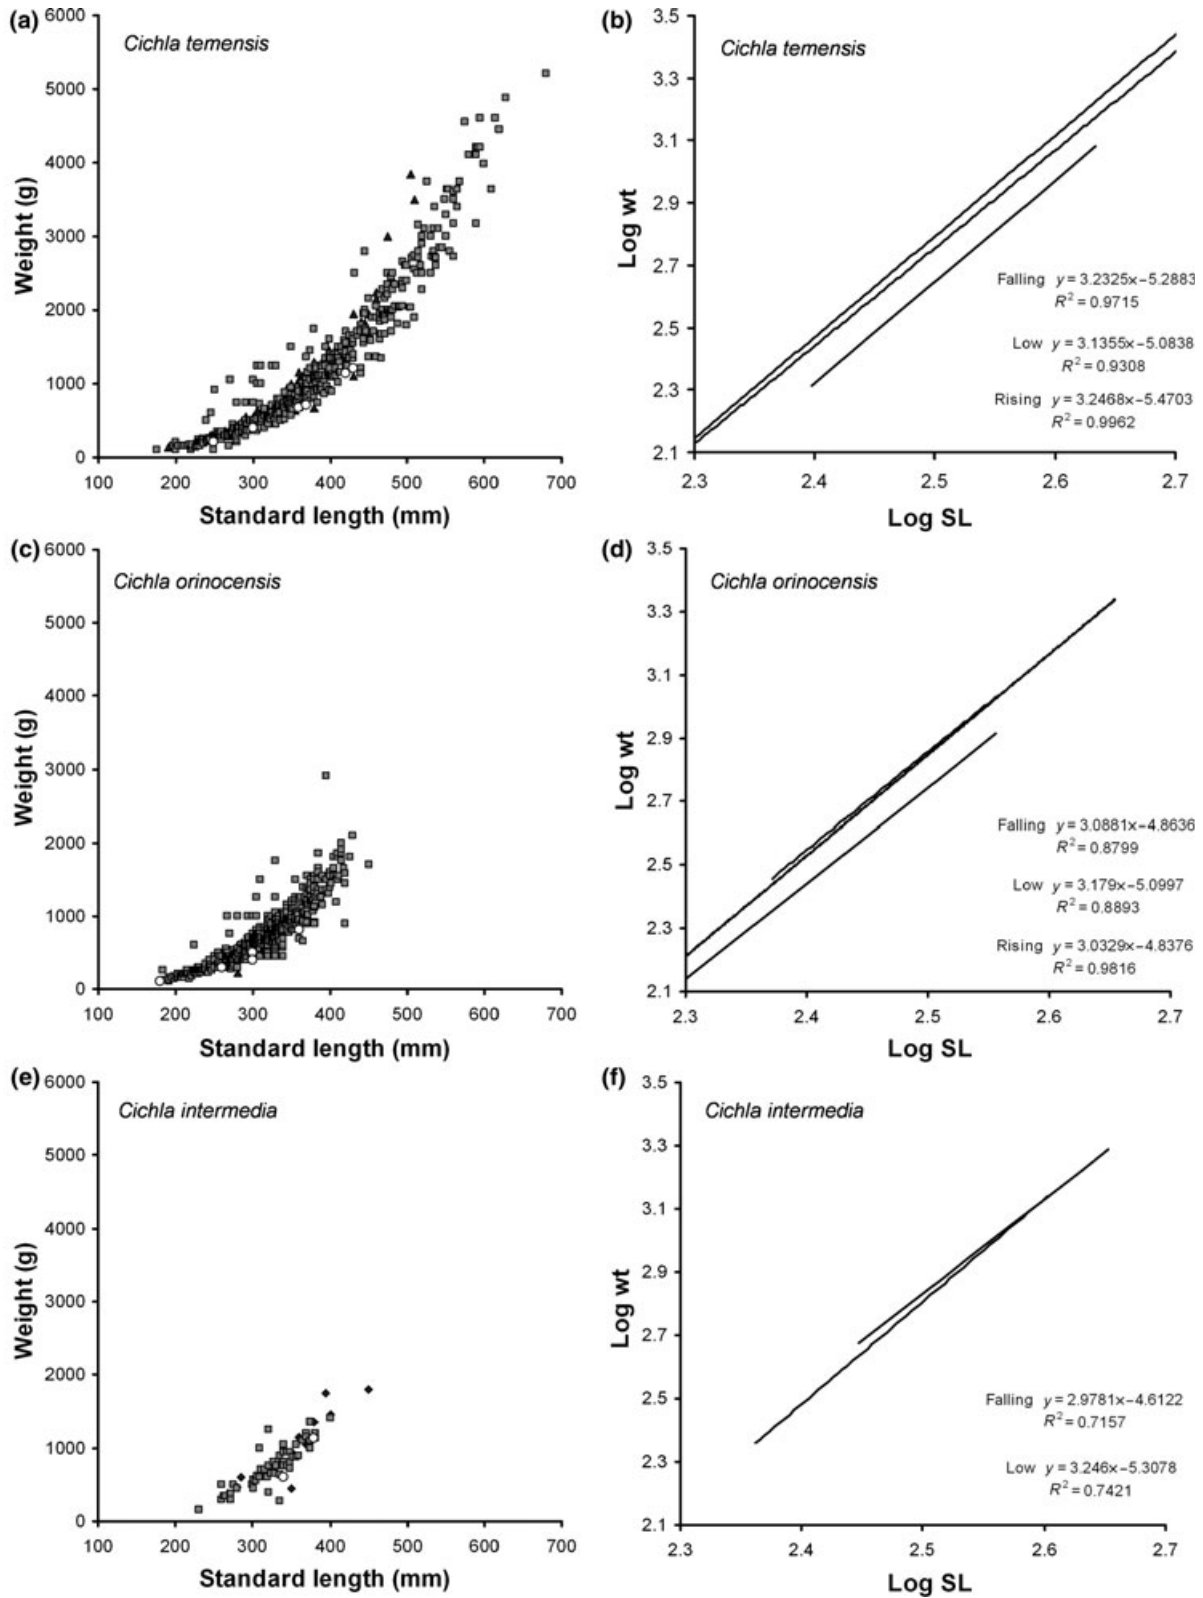 (a)
6000
5000
4000
3000
2000
1000
0
Weight (g)
Cichla temensis
100 200 300 400 500 600 700
Standard length (mm)
(b)
3.5
3.3
3.1
2.9
2.7
2.5
2.3
2.1
Log wt
Cichla temensis
Falling y = 3.2325x−5.2883
R² = 0.9715
Low y = 3.1355x−5.0838
R² = 0.9308
Rising y = 3.2468x−5.4703
R² = 0.9962
2.3 2.4 2.5 2.6 2.7
Log SL
(c)
6000
5000
4000
3000
2000
1000
0
Weight (g)
Cichla orinocensis
100 200 300 400 500 600 700
Standard length (mm)
(d)
3.5
3.3
3.1
2.9
2.7
2.5
2.3
2.1
Log wt
Cichla orinocensis
Falling y = 3.0881x−4.8636
R² = 0.8799
Low y = 3.179x−5.0997
R² = 0.8893
Rising y = 3.0329x−4.8376
R² = 0.9816
2.3 2.4 2.5 2.6 2.7
Log SL
(e)
6000
5000
4000
3000
2000
1000
0
Weight (g)
Cichla intermedia
100 200 300 400 500 600 700
Standard length (mm)
(f)
3.5
3.3
3.1
2.9
2.7
2.5
2.3
2.1
Log wt
Cichla intermedia
Falling y = 2.9781x−4.6122
R² = 0.7157
Low y = 3.246x−5.3078
R² = 0.7421
2.3 2.4 2.5 2.6 2.7
Log SL